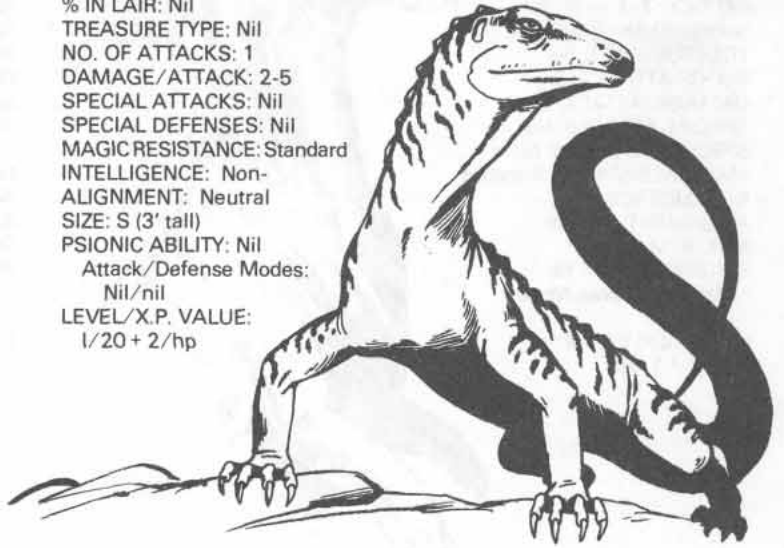 % IN LAIR: Nil
TREASURE TYPE: Nil
NO. OF ATTACKS: 1
DAMAGE/ATTACK: 2-5
SPECIAL ATTACKS: Nil
SPECIAL DEFENSES: Nil
MAGIC RESISTANCE: Standard
INTELLIGENCE: Non-
ALIGNMENT: Neutral
SIZE: S (3' tall)
PSIONIC ABILITY: Nil
Attack/Defense Modes:
Nil/nil
LEVEL/X.P. VALUE:
I/20 + 2/hp